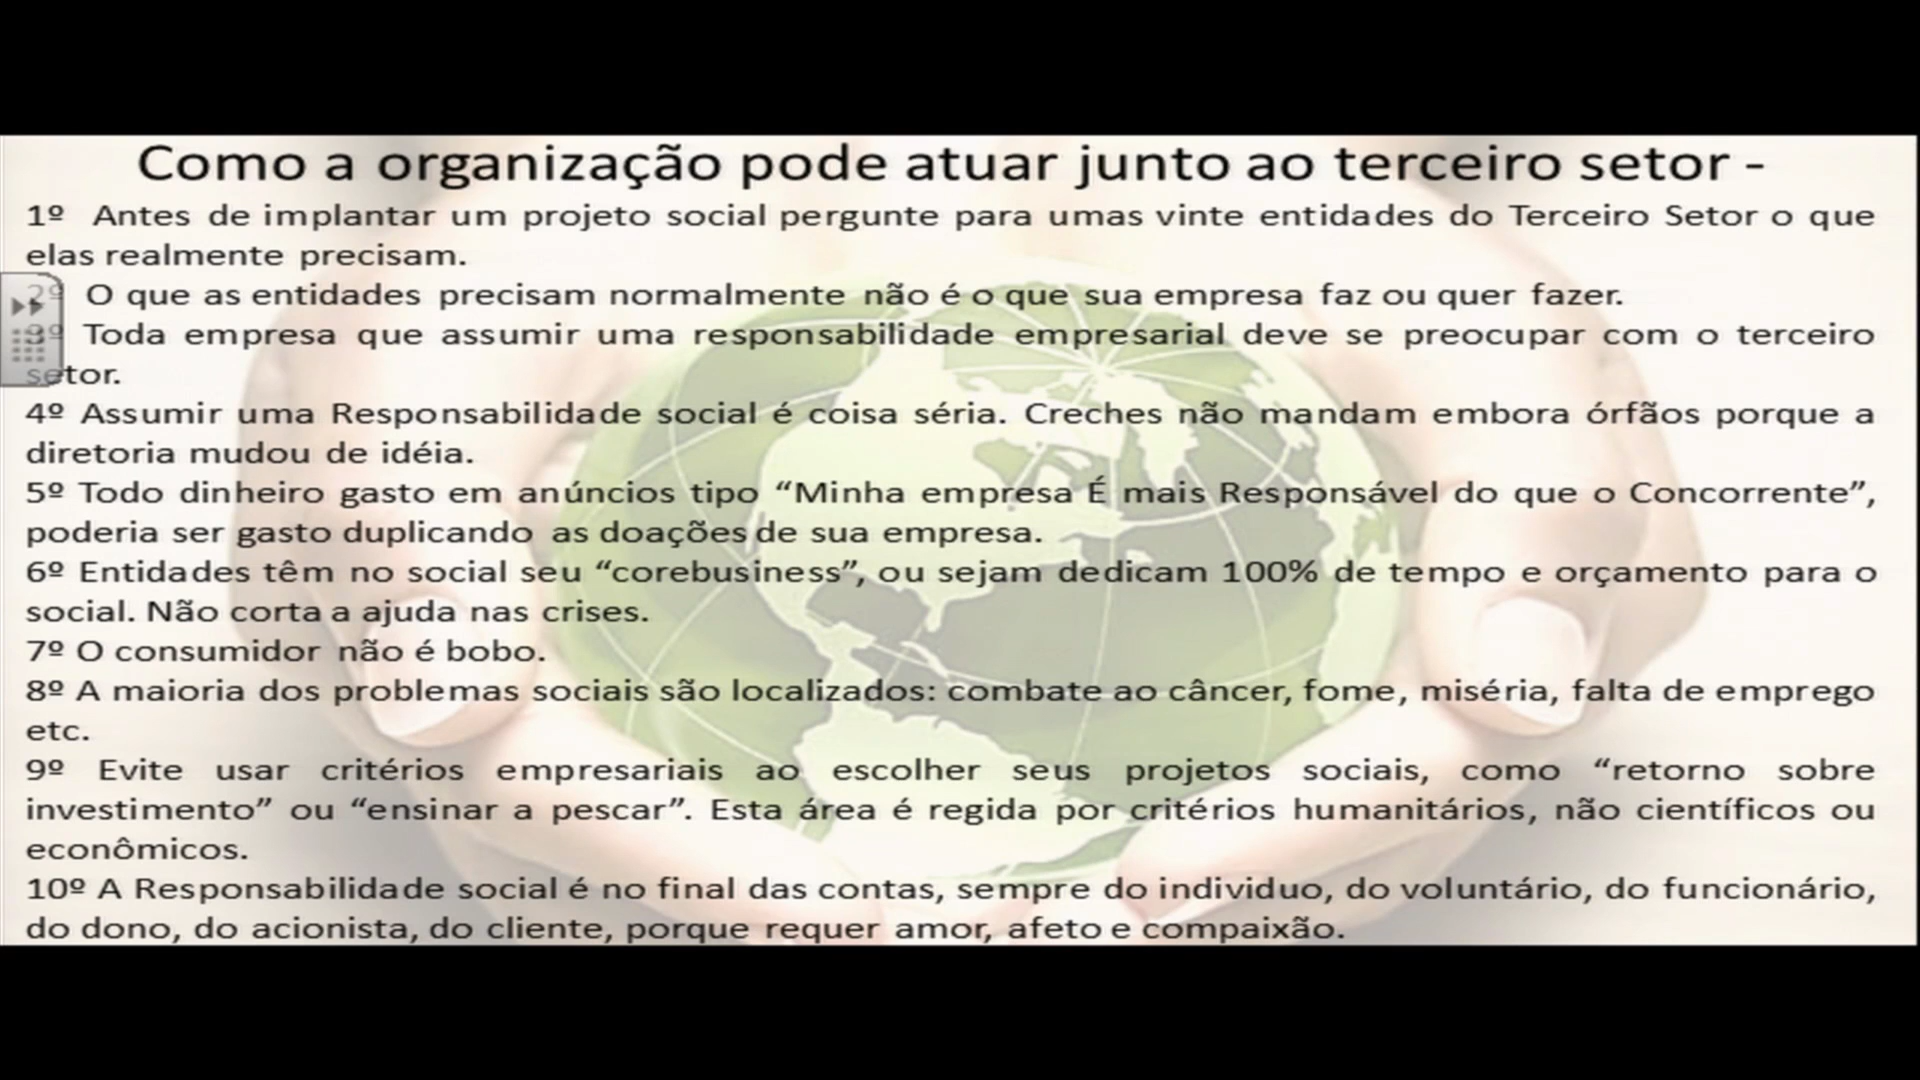 Como a organização pode atuar junto ao terceiro setor -
1º Antes de implantar um projeto social pergunte para umas vinte entidades do Terceiro Setor o que
elas realmente precisam.
2º O que as entidades precisam normalmente não é o que sua empresa faz ou quer fazer.
3º Toda empresa que assumir uma responsabilidade empresarial deve se preocupar com o terceiro
setor.
4º Assumir uma Responsabilidade social é coisa séria. Creches não mandam embora órfãos porque a
diretoria mudou de idéia.
5º Todo dinheiro gasto em anúncios tipo “Minha empresa É mais Responsável do que o Concorrente”,
poderia ser gasto duplicando as doações de sua empresa.
6º Entidades têm no social seu “corebusiness”, ou sejam dedicam 100% de tempo e orçamento para o
social. Não corta a ajuda nas crises.
7º O consumidor não é bobo.
8º A maioria dos problemas sociais são localizados: combate ao câncer, fome, miséria, falta de emprego
etc.
9º Evite usar critérios empresariais ao escolher seus projetos sociais, como “retorno sobre
investimento” ou “ensinar a pescar”. Esta área é regida por critérios humanitários, não científicos ou
econômicos.
10º A Responsabilidade social é no final das contas, sempre do individuo, do voluntário, do funcionário,
do dono, do acionista, do cliente, porque requer amor, afeto e compaixão.